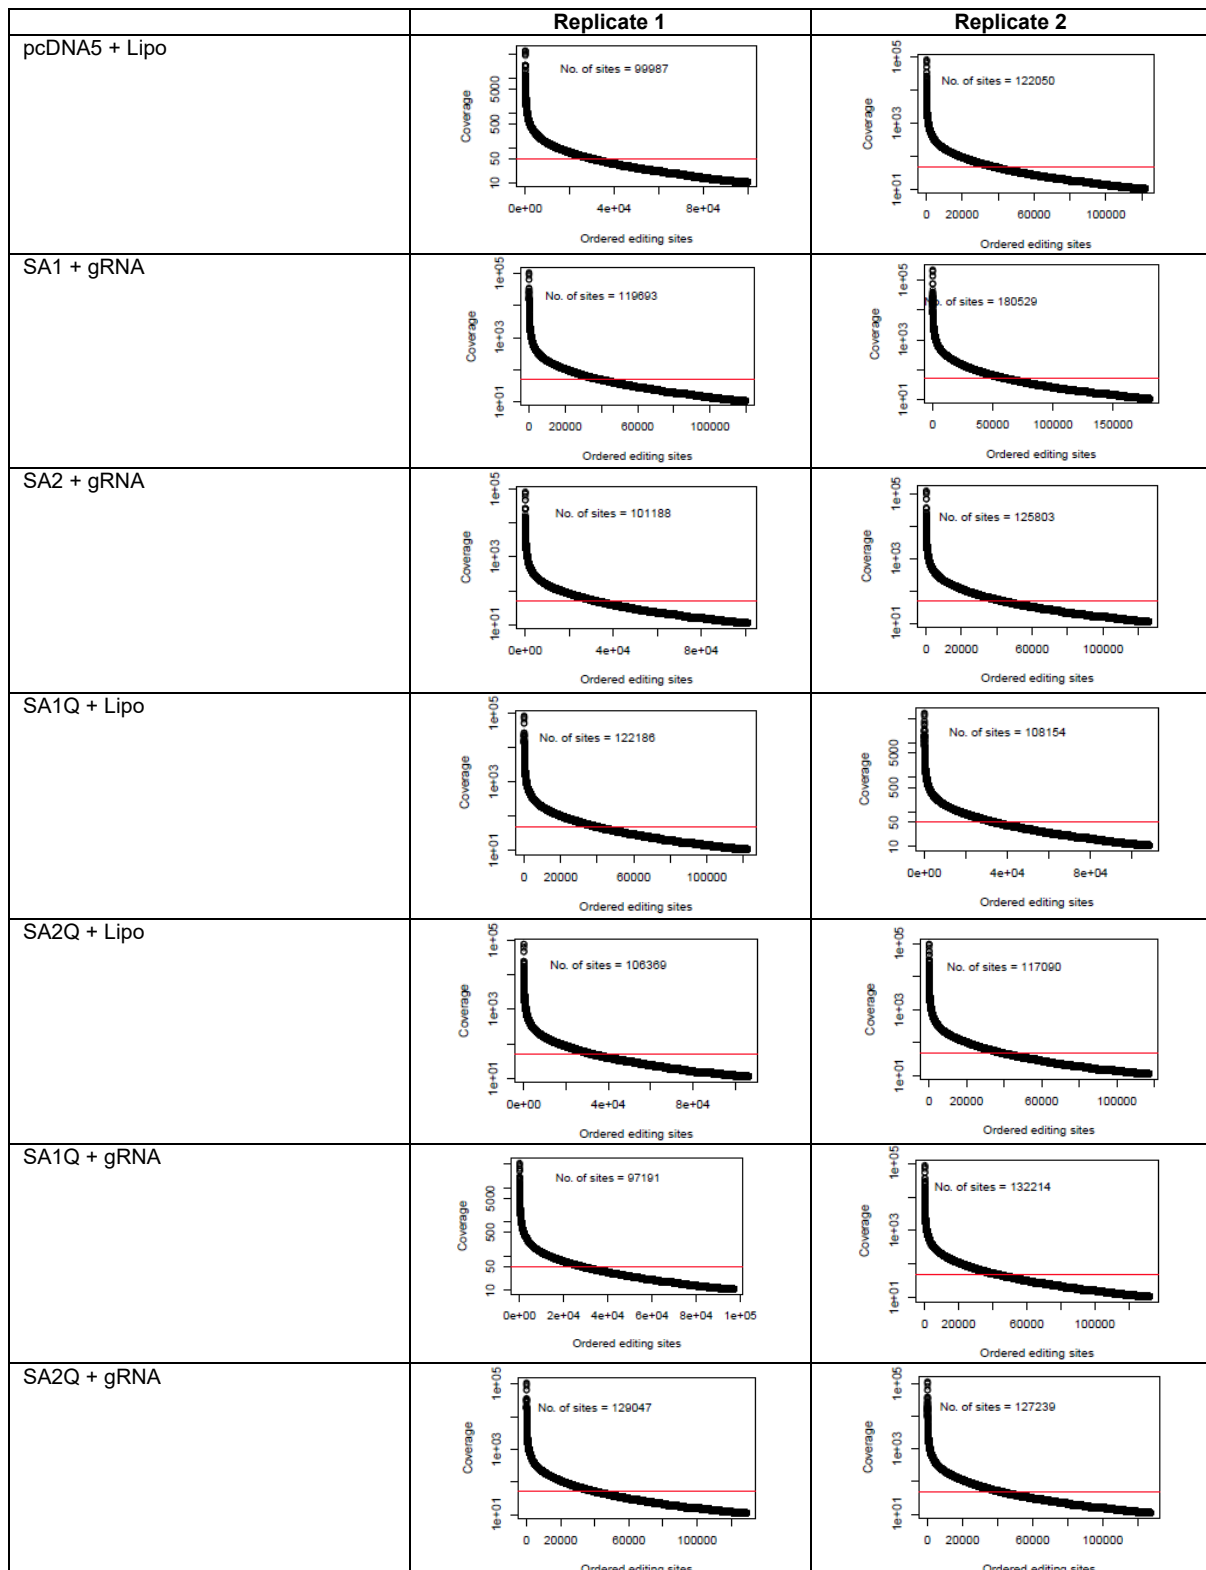 Replicate 1 Replicate 2
pcDNA5 + Lipo
No. of sites = 99987
Coverage
5000
500
50
10
0e+00 4e+04 8e+04
Ordered editing sites
No. of sites = 122050
Coverage
1e+05
1e+03
1e+01
0 20000 60000 100000
Ordered editing sites
SA1 + gRNA
No. of sites = 119693
Coverage
1e+05
1e+03
1e+01
0 20000 60000 100000
Ordered editing sites
No. of sites = 180529
Coverage
1e+05
1e+03
1e+01
0 50000 100000 150000
Ordered editing sites
SA2 + gRNA
No. of sites = 101188
Coverage
1e+05
1e+03
1e+01
0e+00 4e+04 8e+04
Ordered editing sites
No. of sites = 125803
Coverage
1e+05
1e+03
1e+01
0 20000 60000 100000
Ordered editing sites
SA1Q + Lipo
No. of sites = 122186
Coverage
1e+05
1e+03
1e+01
0 20000 60000 100000
Ordered editing sites
No. of sites = 108154
Coverage
5000
500
50
10
0e+00 4e+04 8e+04
Ordered editing sites
SA2Q + Lipo
No. of sites = 106369
Coverage
1e+05
1e+03
1e+01
0e+00 4e+04 8e+04
Ordered editing sites
No. of sites = 117090
Coverage
1e+05
1e+03
1e+01
0 20000 60000 100000
Ordered editing sites
SA1Q + gRNA
No. of sites = 97191
Coverage
5000
500
50
10
0e+00 2e+04 4e+04 6e+04 8e+04 1e+05
Ordered editing sites
No. of sites = 132214
Coverage
1e+05
1e+03
1e+01
0 20000 60000 100000
Ordered editing sites
SA2Q + gRNA
No. of sites = 129047
Coverage
1e+05
1e+03
1e+01
0 20000 60000 100000
Ordered editing sites
No. of sites = 127239
Coverage
1e+05
1e+03
1e+01
0 20000 60000 100000
Ordered editing sites